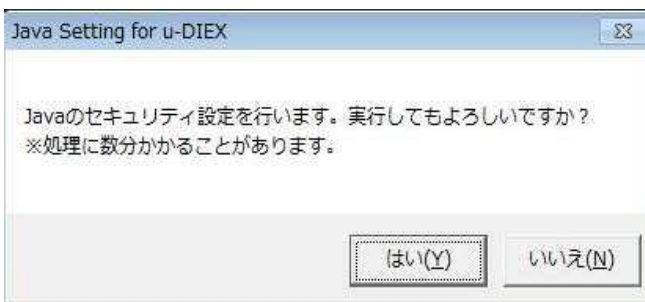 Java Setting for u-DIEX
Javaのセキュリティ設定を行います。実行してもよろしいですか？
※処理に数分かかることがあります。
はい(Y)
いいえ(N)